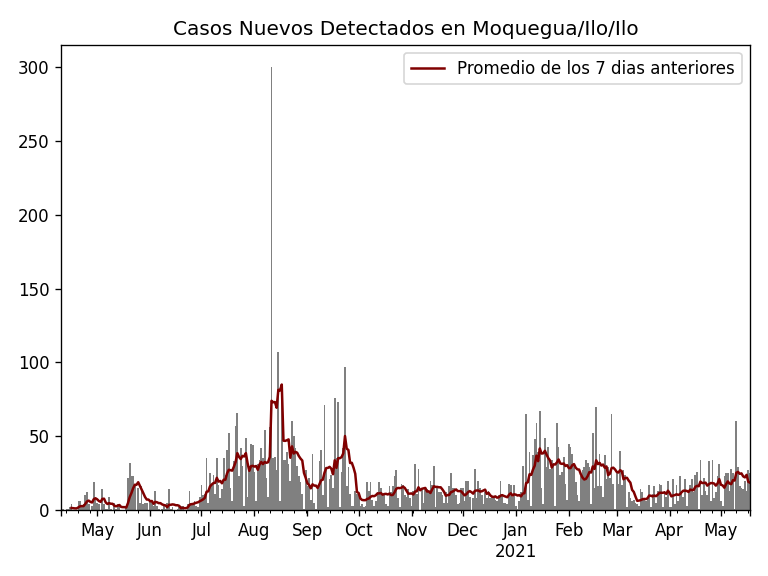 Casos Nuevos Detectados en Moquegua/Ilo/Ilo
Promedio de los 7 dias anteriores
300
250
200
150
100
50
0
May Jun Jul Aug Sep Oct Nov Dec Jan Feb Mar Apr May
2021